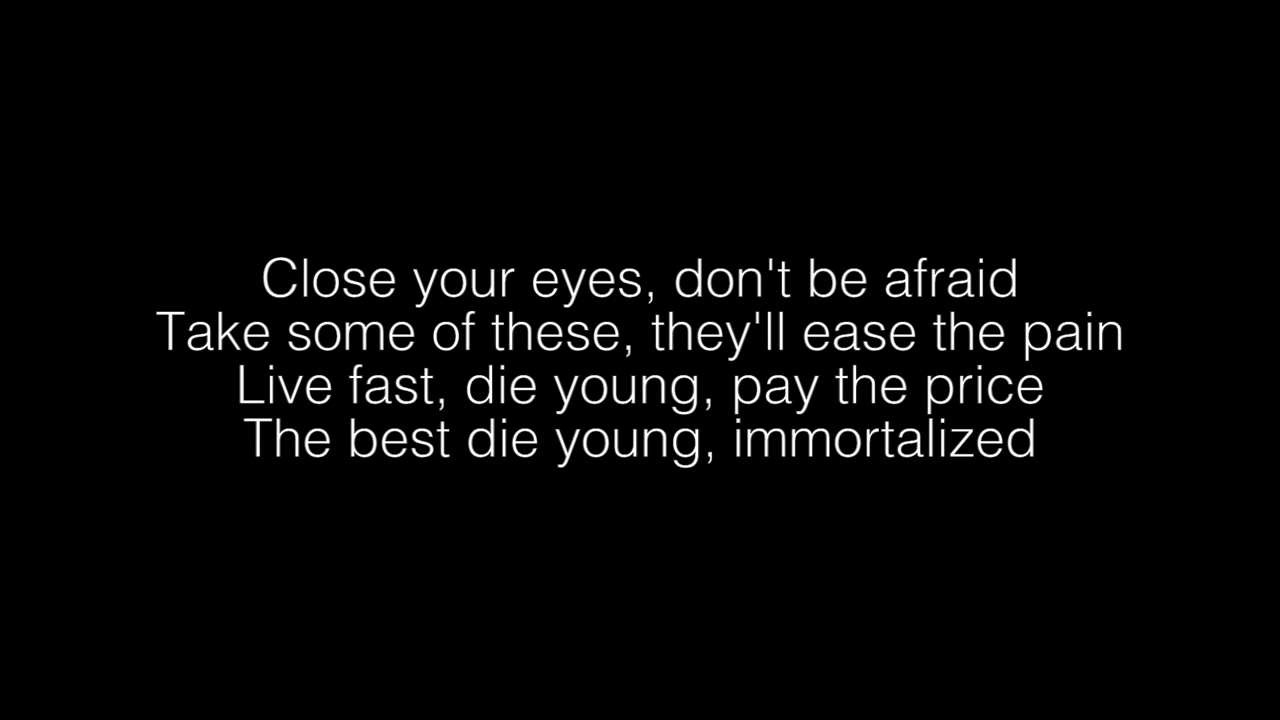 Close your eyes, don't be afraid
Take some of these, they'll ease the pain
Live fast, die young, pay the price
The best die young, immortalized